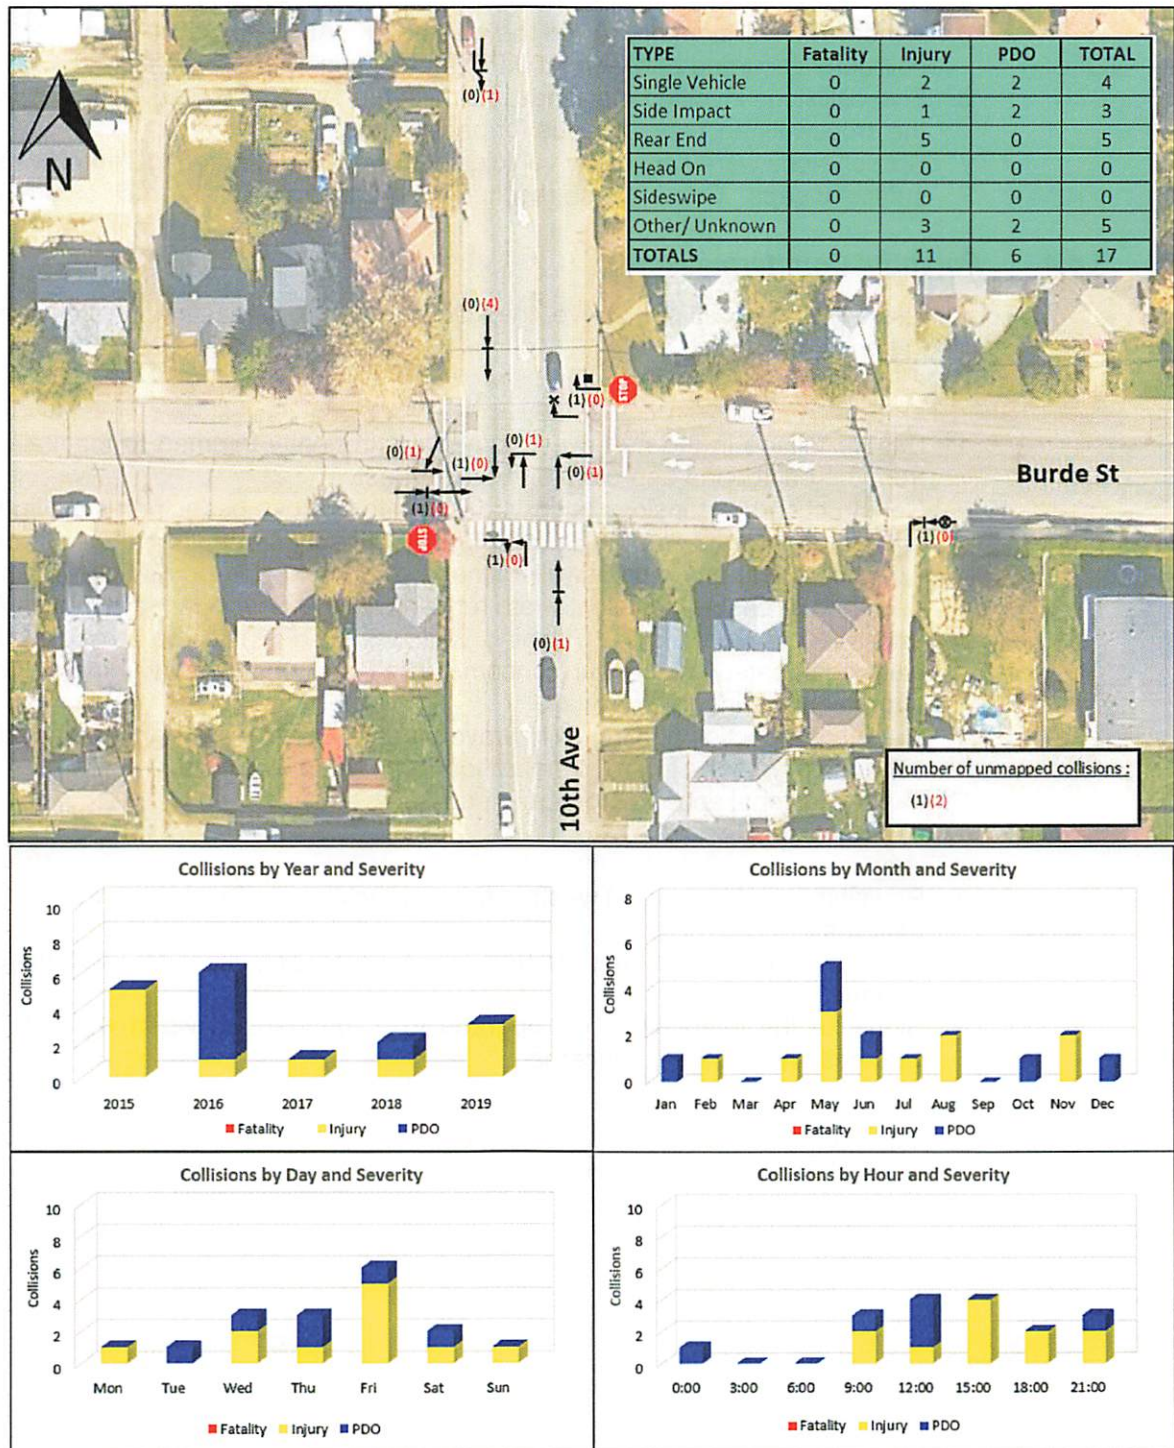 N
TYPE Fatality Injury PDO TOTAL
Single Vehicle 0 2 2 4
Side Impact 0 1 2 3
Rear End 0 5 0 5
Head On 0 0 0 0
Sideswipe 0 0 0 0
Other/ Unknown 0 3 2 5
TOTALS 0 11 6 17
(0)(1)
(0)(4)
STOP
(1)(0)
(0)(1)
(0)(1)
(1)(0)
(0)(1)
(1)(0)
Burde St
STOP
(1)(0)
(1)(0)
(0)(1)
10th Ave
Number of unmapped collisions :
(1)(2)
Collisions by Year and Severity
Collisions
10
8
6
4
2
0
2015 2016 2017 2018 2019
Fatality Injury PDO
Collisions by Month and Severity
Collisions
8
6
4
2
0
Jan Feb Mar Apr May Jun Jul Aug Sep Oct Nov Dec
Fatality Injury PDO
Collisions by Day and Severity
Collisions
10
8
6
4
2
0
Mon Tue Wed Thu Fri Sat Sun
Fatality Injury PDO
Collisions by Hour and Severity
Collisions
10
8
6
4
2
0
0:00 3:00 6:00 9:00 12:00 15:00 18:00 21:00
Fatality Injury PDO